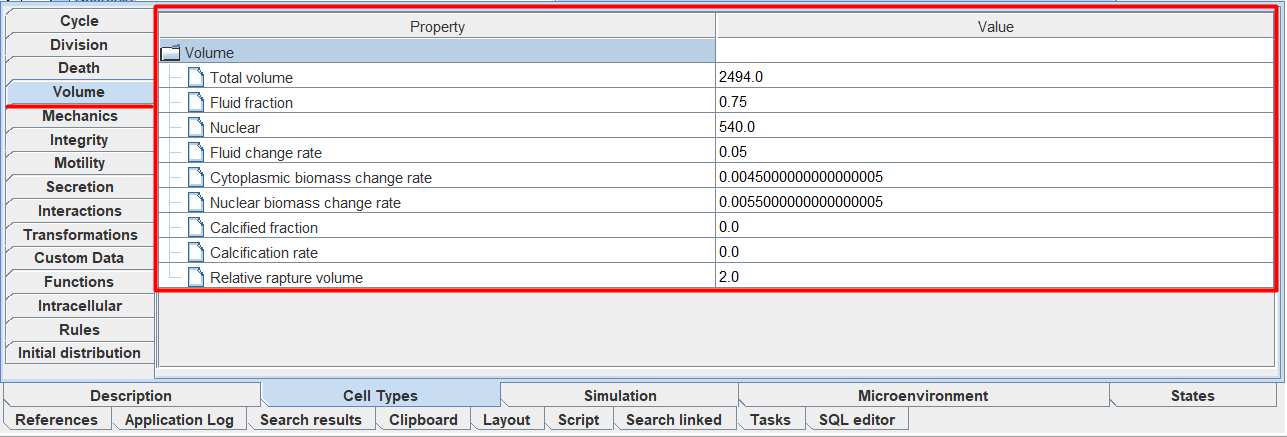 Cycle
Division
Death
Volume
Mechanics
Integrity
Motility
Secretion
Interactions
Transformations
Custom Data
Functions
Intracellular
Rules
Initial distribution
Property Value
Volume
Total volume 2494.0
Fluid fraction 0.75
Nuclear 540.0
Fluid change rate 0.05
Cytoplasmic biomass change rate 0.0045000000000000005
Nuclear biomass change rate 0.0055000000000000005
Calcified fraction 0.0
Calcification rate 0.0
Relative rapture volume 2.0
Description Cell Types Simulation Microenvironment States
References Application Log Search results Clipboard Layout Script Search linked Tasks SQL editor